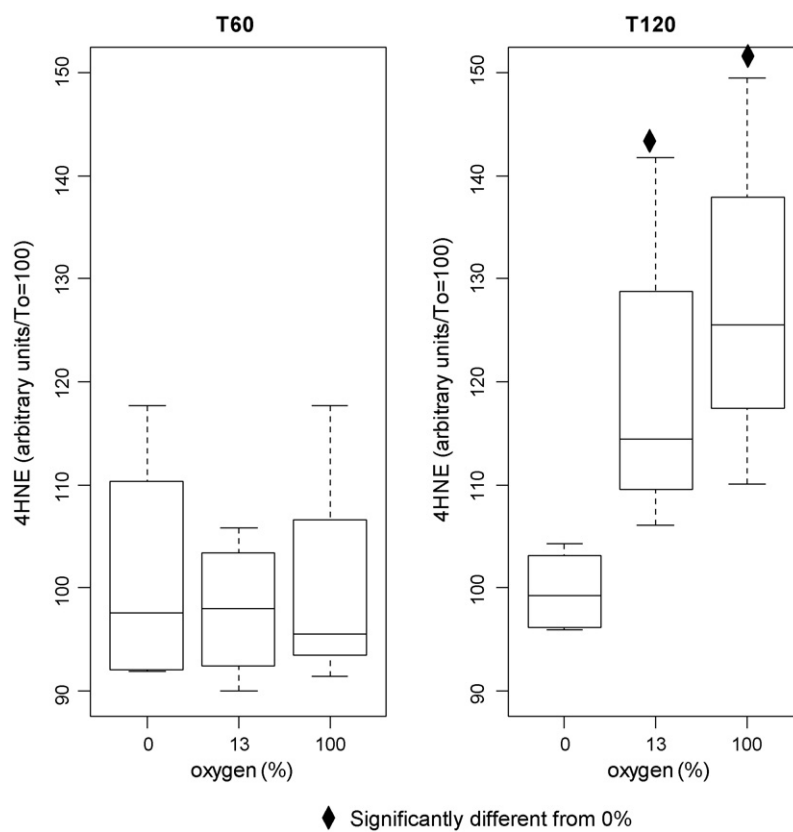 T60
4HNE (arbitrary units/To=100)
150
140
130
120
110
100
90
0 13 100
oxygen (%)
T120
4HNE (arbitrary units/To=100)
150
140
130
120
110
100
90
0 13 100
oxygen (%)
Significantly different from 0%